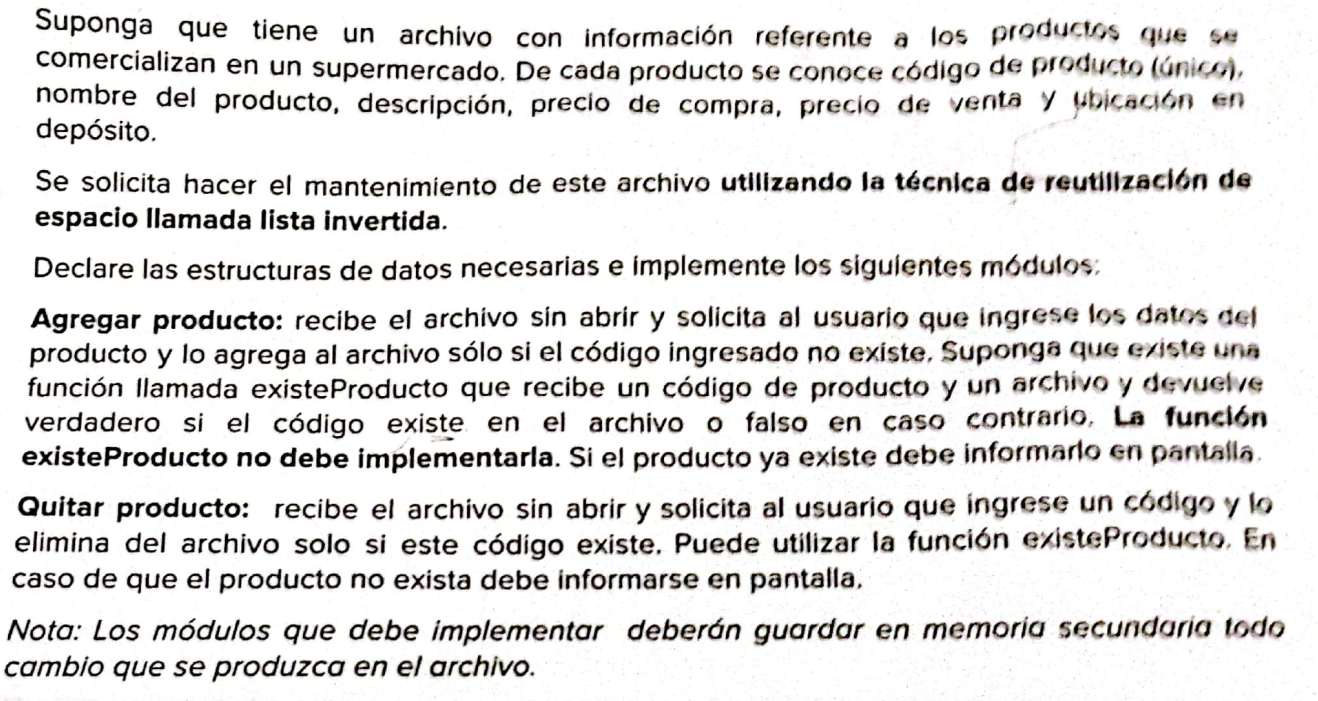 Suponga que tiene un archivo con información referente a los productos que se
comercializan en un supermercado. De cada producto se conoce código de producto (único),
nombre del producto, descripción, precio de compra, precio de venta y ubicación en
depósito.
Se solicita hacer el mantenimiento de este archivo utilizando la técnica de reutilización de
espacio llamada lista invertida.
Declare las estructuras de datos necesarias e implemente los siguientes módulos:
Agregar producto: recibe el archivo sin abrir y solicita al usuario que ingrese los datos del
producto y lo agrega al archivo sólo si el código ingresado no existe. Suponga que existe una
función llamada existeProducto que recibe un código de producto y un archivo y devuelve
verdadero si el código existe en el archivo o falso en caso contrario. La función
existeProducto no debe implementarla. Si el producto ya existe debe informarlo en pantalla.
Quitar producto: recibe el archivo sin abrir y solicita al usuario que ingrese un código y lo
elimina del archivo solo si este código existe. Puede utilizar la función existeProducto. En
caso de que el producto no exista debe informarse en pantalla.
Nota: Los módulos que debe implementar deberán guardar en memoria secundaria todo
cambio que se produzca en el archivo.